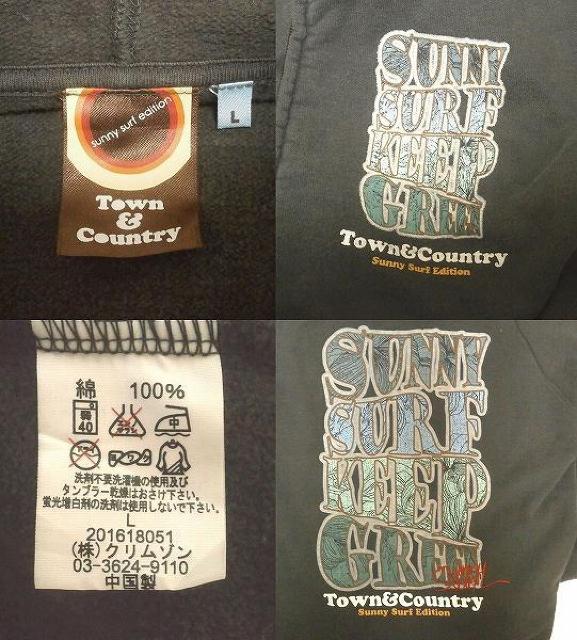 sunny surf edition
Town
&
Country
L
SUNNY
SURF
KEEP
GREEN
Town&Country
Sunny Surf Edition
綿 100%
弱
40
中
洗剤不要洗濯機の使用及び
タンブラー乾燥はおさけ下さい。
蛍光増白剤の洗剤は使用しないで下さい。
L
201618051
(株)クリムゾン
03-3624-9110
中国製
SUNNY
SURF
KEEP
GREEN
Town&Country
Sunny Surf Edition